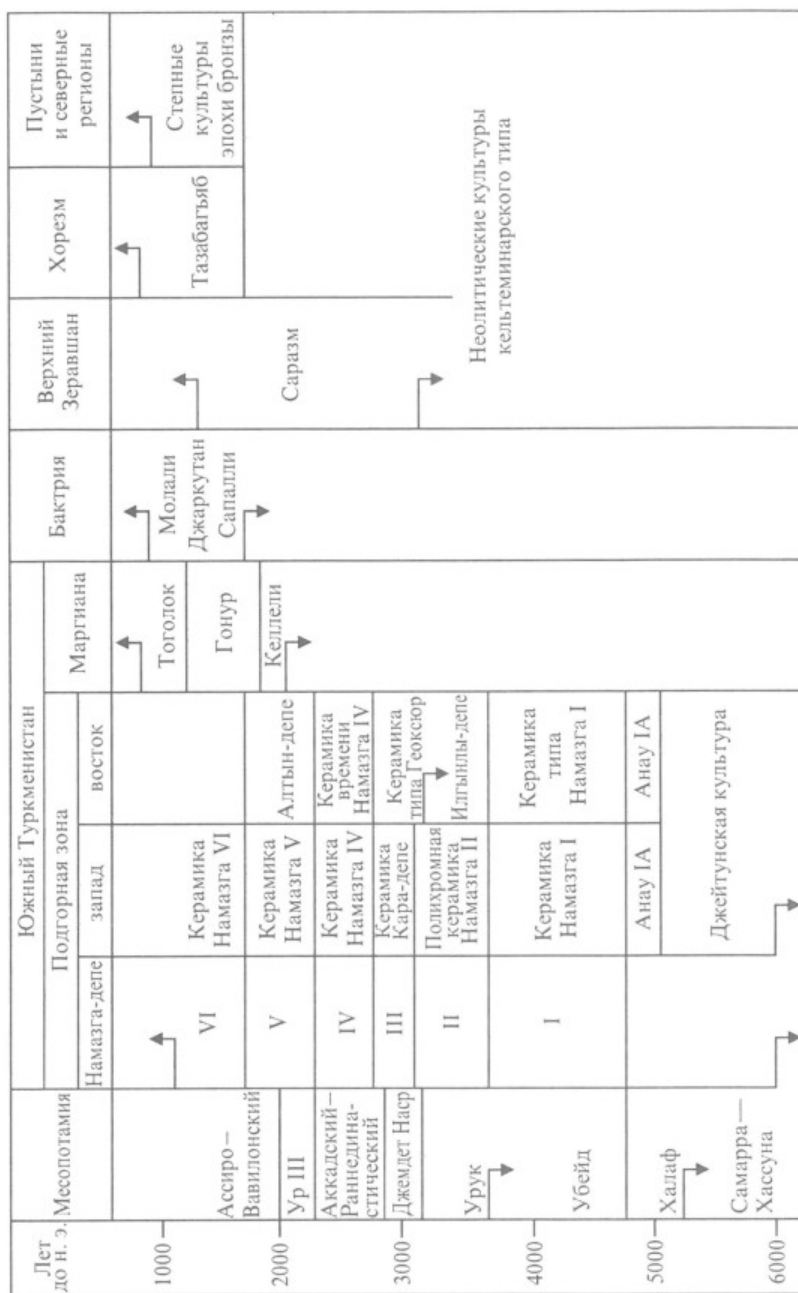 Лет
до н. э.
1000
2000
3000
4000
5000
6000
Месопотамия
Ассиро—
Вавилонский
Ур III
Аккадский—
Раннедина-
стический
Джемдет Наср
Урук
Убейд
Халаф
Самарра—
Хассуна
Южный Туркменистан
Подгорная зона
Намазга-депе
VI
V
IV
III
II
I
запад
Керамика
Намазга VI
Керамика
Намазга V
Керамика
Намазга IV
Керамика
Кара-депе
Полихромная
керамика
Намазга II
Керамика
Намазга I
Анау IA
Джейтунская культура
восток
Алтын-депе
Керамика
времени
Намазга IV
Керамика
типа Геоксюр
Илгынлы-депе
Керамика
типа
Намазга I
Анау IA
Маргиана
Тоголок
Гонур
Келлели
Бактрия
Молали
Джаркутан
Сапалли
Верхний
Зеравшан
Саразм
Хорезм
Тазабагьяб
Пустыни
и северные
регионы
Степные
культуры
эпохи бронзы
Неолитические культуры
кельтеминарского типа